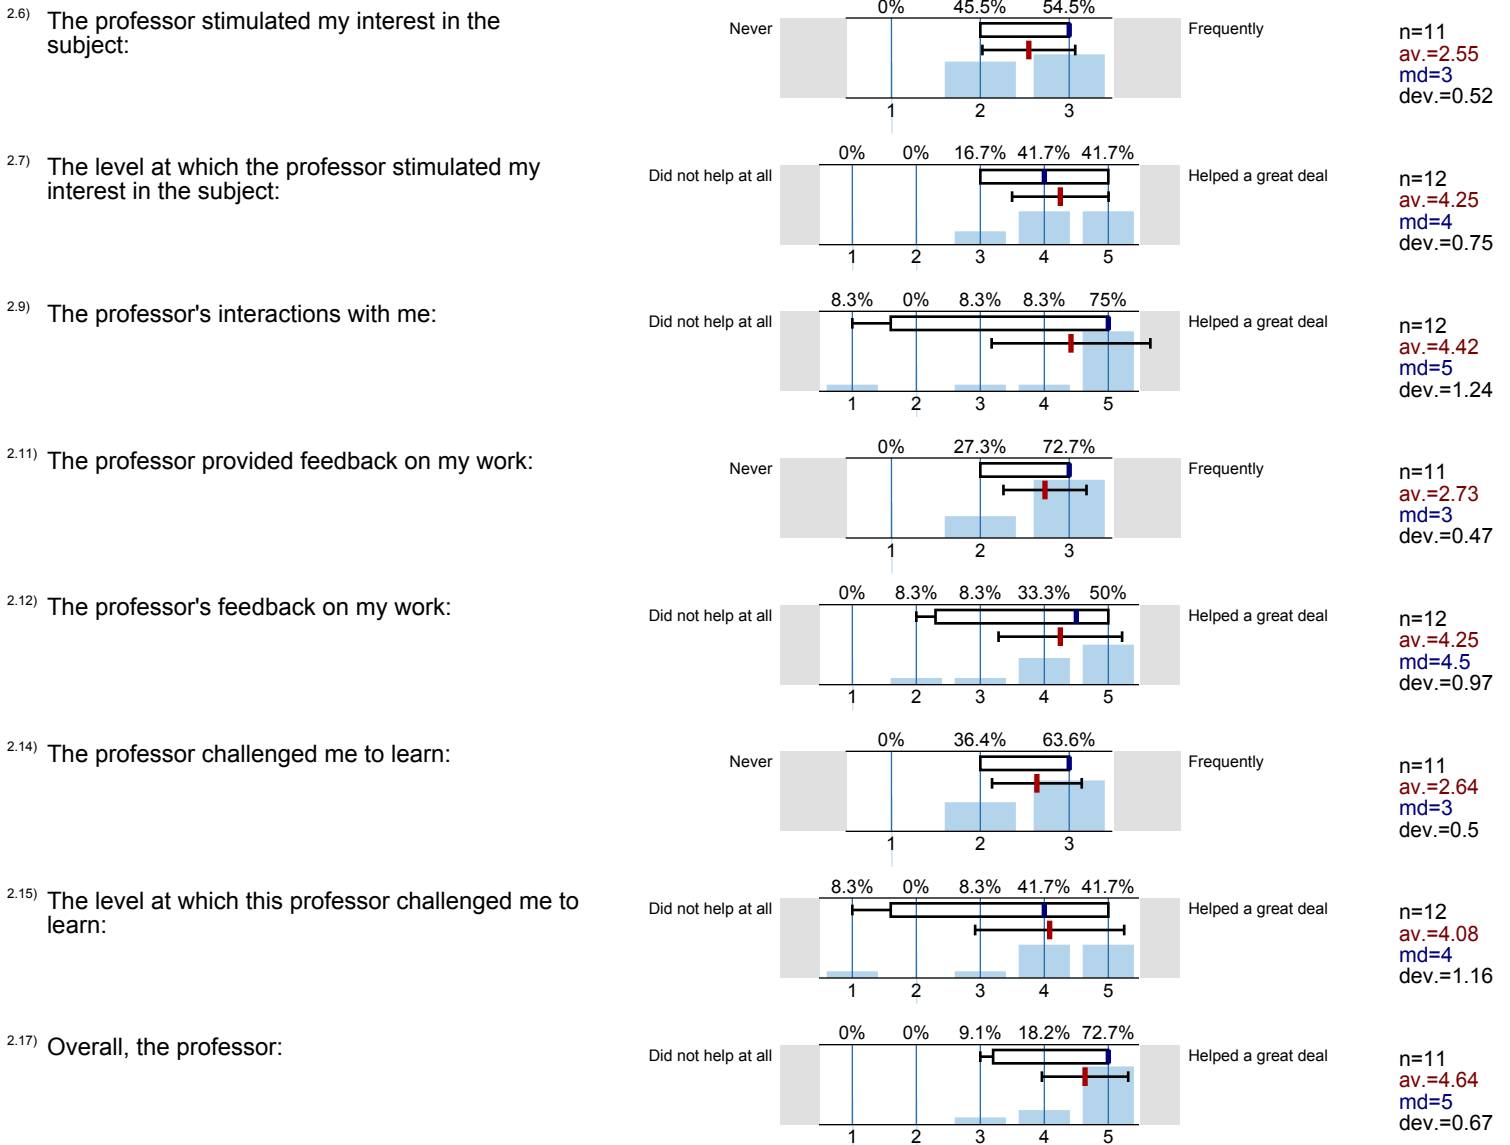 2.6) The professor stimulated my interest in the
subject:
0% 45.5% 54.5%
Never
Frequently
1 2 3
n=11
av.=2.55
md=3
dev.=0.52
2.7) The level at which the professor stimulated my
interest in the subject:
0% 0% 16.7% 41.7% 41.7%
Did not help at all
Helped a great deal
1 2 3 4 5
n=12
av.=4.25
md=4
dev.=0.75
2.9) The professor's interactions with me:
8.3% 0% 8.3% 8.3% 75%
Did not help at all
Helped a great deal
1 2 3 4 5
n=12
av.=4.42
md=5
dev.=1.24
2.11) The professor provided feedback on my work:
0% 27.3% 72.7%
Never
Frequently
1 2 3
n=11
av.=2.73
md=3
dev.=0.47
2.12) The professor's feedback on my work:
0% 8.3% 8.3% 33.3% 50%
Did not help at all
Helped a great deal
1 2 3 4 5
n=12
av.=4.25
md=4.5
dev.=0.97
2.14) The professor challenged me to learn:
0% 36.4% 63.6%
Never
Frequently
1 2 3
n=11
av.=2.64
md=3
dev.=0.5
2.15) The level at which this professor challenged me to
learn:
8.3% 0% 8.3% 41.7% 41.7%
Did not help at all
Helped a great deal
1 2 3 4 5
n=12
av.=4.08
md=4
dev.=1.16
2.17) Overall, the professor:
0% 0% 9.1% 18.2% 72.7%
Did not help at all
Helped a great deal
1 2 3 4 5
n=11
av.=4.64
md=5
dev.=0.67